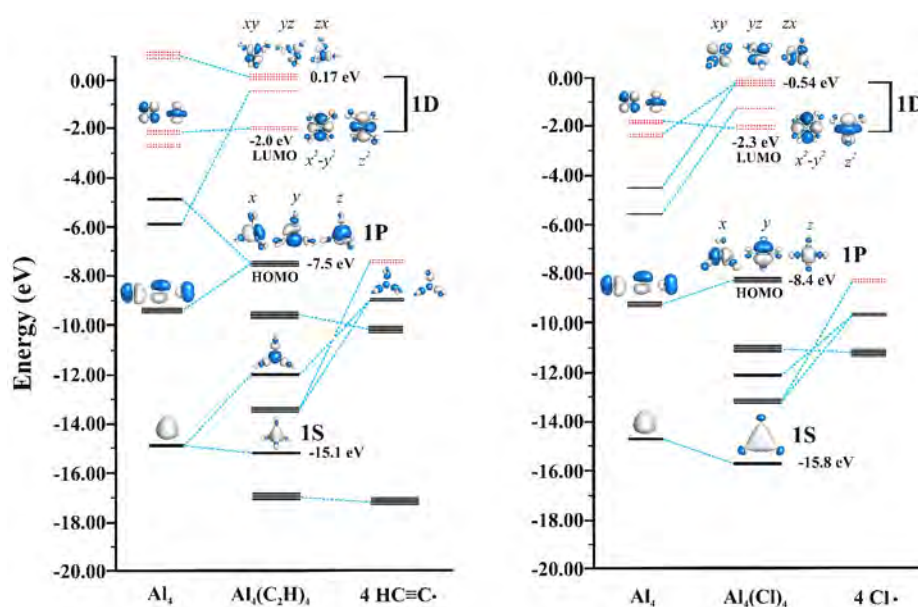 xy yz zx
0.00
0.17 eV
1D
-2.00
-2.0 eV
LUMO
x²-y² z²
-4.00
-6.00
x y z
1P
-7.5 eV
HOMO
-8.00
-10.00
-12.00
-14.00
1S
-15.1 eV
-16.00
-18.00
-20.00
Energy (eV)
Al₄ Al₄(C₂H)₄ 4 HC≡C·
xy yz zx
0.00
-0.54 eV
1D
-2.00
-2.3 eV
LUMO
x²-y² z²
-4.00
-6.00
x y z
1P
-8.00
-8.4 eV
HOMO
-10.00
-12.00
-14.00
1S
-15.8 eV
-16.00
-18.00
-20.00
Al₄ Al₄(Cl)₄ 4 Cl·